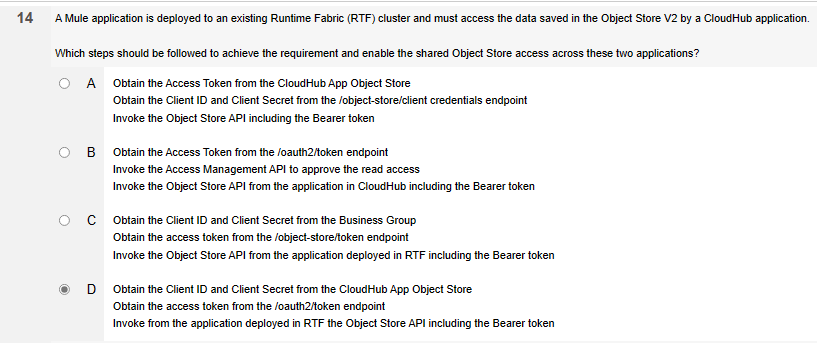 14 A Mule application is deployed to an existing Runtime Fabric (RTF) cluster and must access the data saved in the Object Store V2 by a CloudHub application.
Which steps should be followed to achieve the requirement and enable the shared Object Store access across these two applications?
A Obtain the Access Token from the CloudHub App Object Store
Obtain the Client ID and Client Secret from the /object-store/client credentials endpoint
Invoke the Object Store API including the Bearer token
B Obtain the Access Token from the /oauth2/token endpoint
Invoke the Access Management API to approve the read access
Invoke the Object Store API from the application in CloudHub including the Bearer token
C Obtain the Client ID and Client Secret from the Business Group
Obtain the access token from the /object-store/token endpoint
Invoke the Object Store API from the application deployed in RTF including the Bearer token
D Obtain the Client ID and Client Secret from the CloudHub App Object Store
Obtain the access token from the /oauth2/token endpoint
Invoke from the application deployed in RTF the Object Store API including the Bearer token